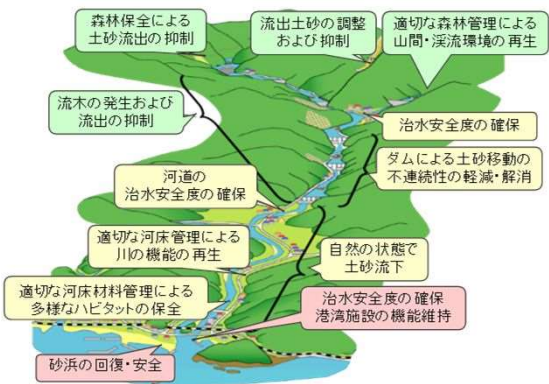 森林保全による
土砂流出の抑制
流出土砂の調整
および抑制
適切な森林管理による
山間・渓流環境の再生
流木の発生および
流出の抑制
治水安全度の確保
ダムによる土砂移動の
不連続性の軽減・解消
河道の
治水安全度の確保
適切な河床管理による
川の機能の再生
自然の状態で
土砂流下
適切な河床材料管理による
多様なハビタットの保全
治水安全度の確保
港湾施設の機能維持
砂浜の回復・安全